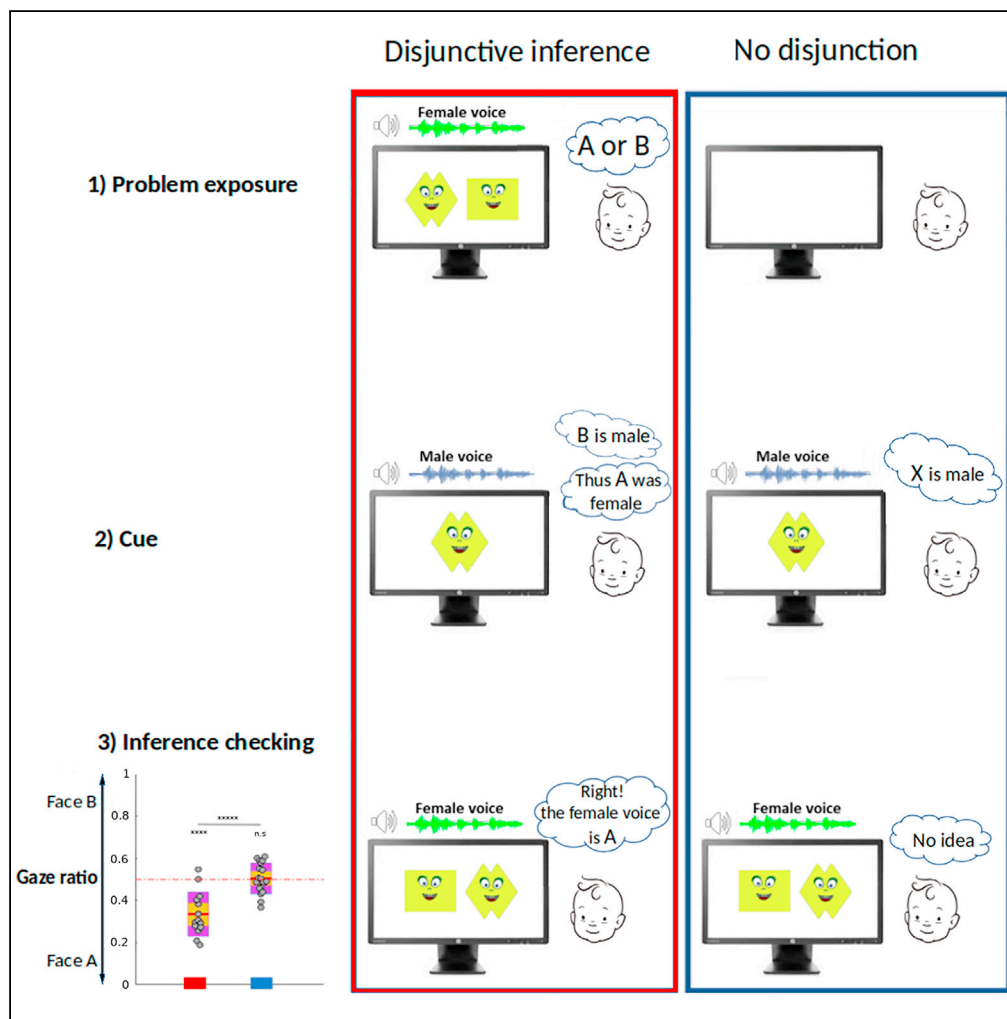 Disjunctive inference
No disjunction
Female voice
A or B
1) Problem exposure
B is male
Male voice
Thus A was
female
Male voice
X is male
2) Cue
3) Inference checking
1
Face B
0.8
xxxxx
xxxx
n.s
0.6
Gaze ratio
0.4
0.2
Face A
0
Female voice
Right!
the female voice
is A
Female voice
No idea